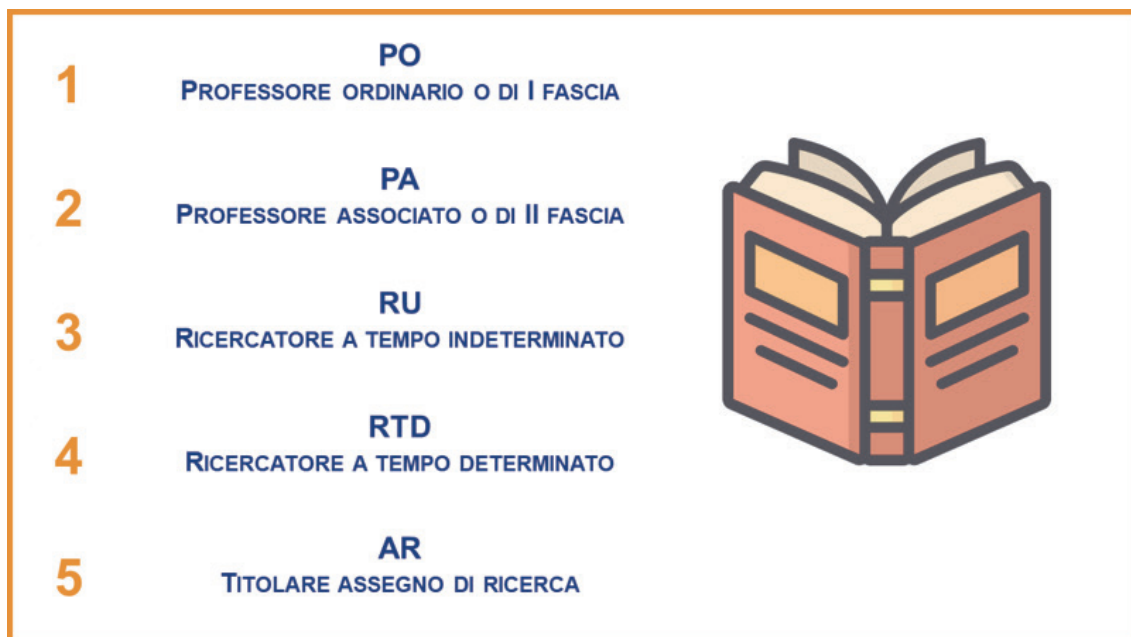 1
PO
PROFESSORE ORDINARIO O DI I FASCIA
2
PA
PROFESSORE ASSOCIATO O DI II FASCIA
3
RU
RICERCATORE A TEMPO INDETERMINATO
4
RTD
RICERCATORE A TEMPO DETERMINATO
5
AR
TITOLARE ASSEGNO DI RICERCA